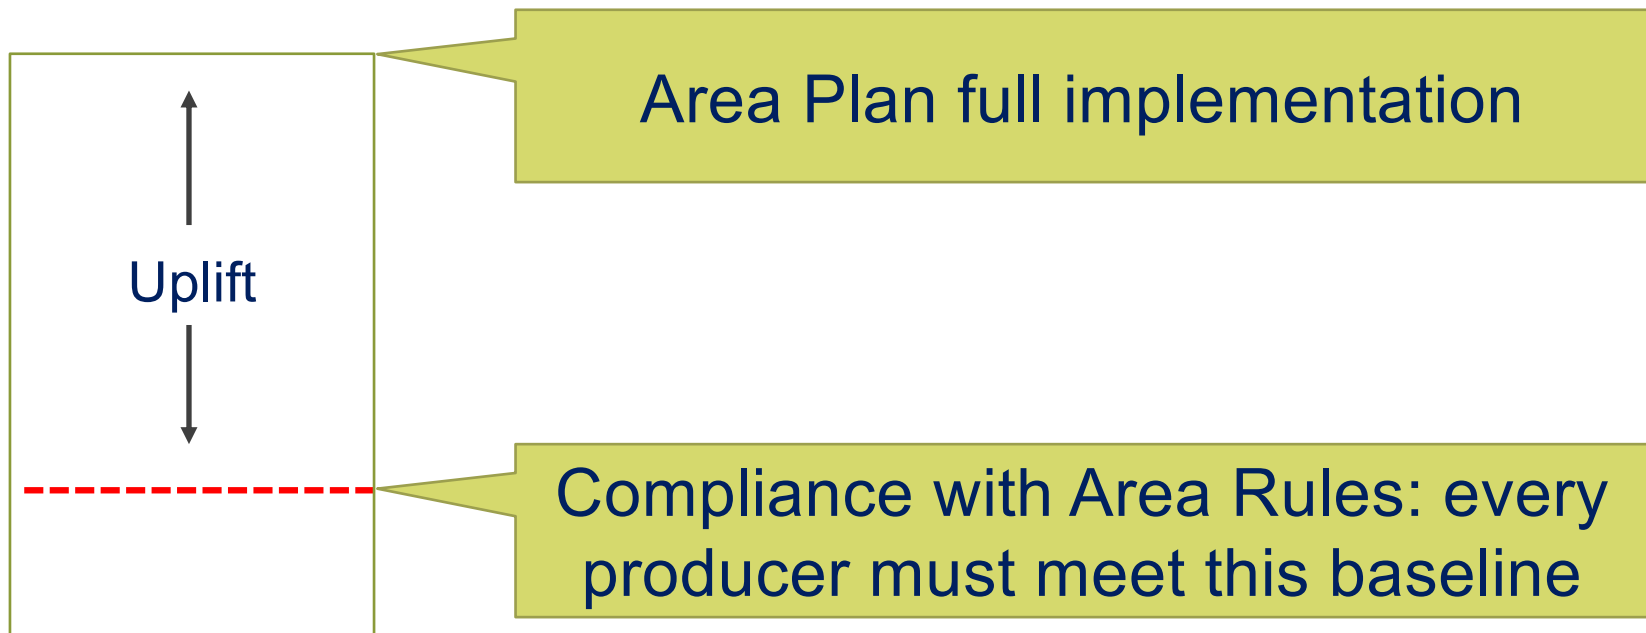 Area Plan full implementation
Uplift
Compliance with Area Rules: every
producer must meet this baseline